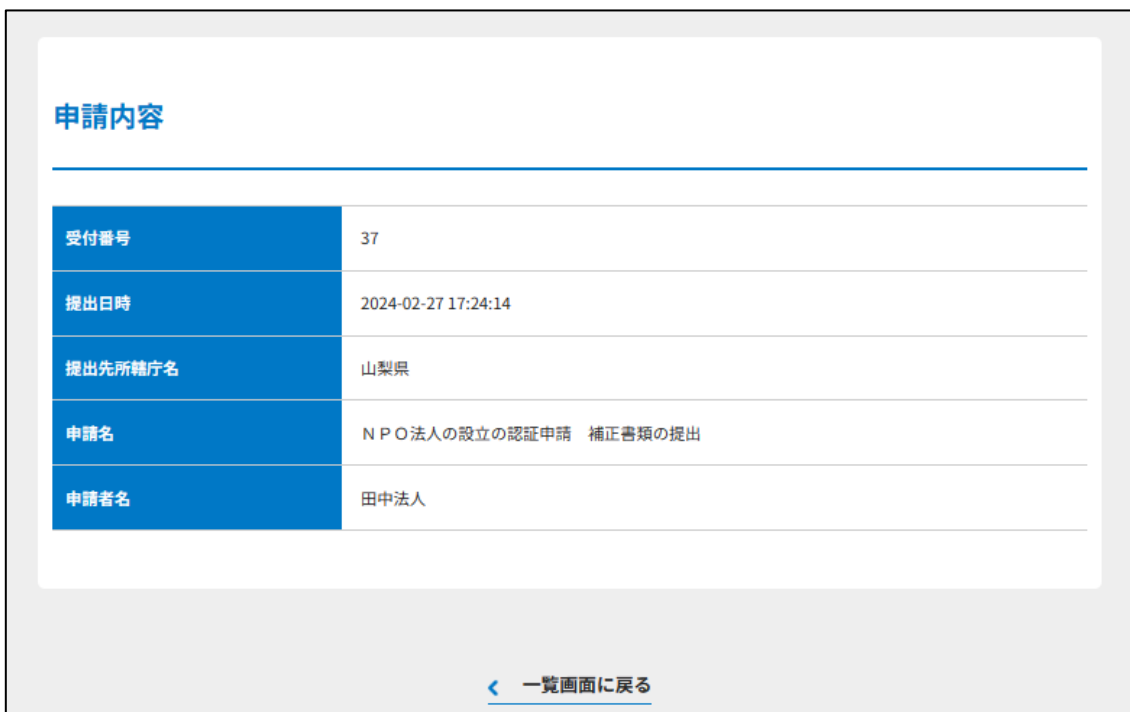 申請内容
受付番号 37
提出日時 2024-02-27 17:24:14
提出先所轄庁名 山梨県
申請名 ＮＰＯ法人の設立の認証申請　補正書類の提出
申請者名 田中法人
一覧画面に戻る